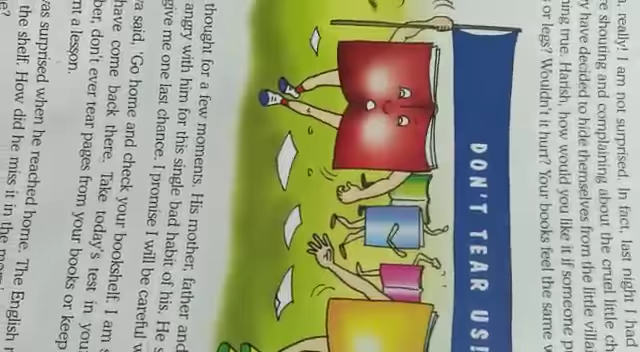 really! I am not surprised. In fact, last night I had
shouting and complaining about the cruel little
have decided to hide themselves from the little
true. Harish, how would you like it if someone
or legs? Wouldn't it hurt? Your books feel the same
DON'T TEAR US!
thought for a few moments. His mother, father and
angry with him for this single bad habit of his. He
give me one last chance. I promise I will be careful
said. 'Go home and check your bookshelf. I am
have come back there. Take today's test in
don't ever tear pages from your books or keep
a lesson.
was surprised when he reached home. The English
the shelf. How did he miss it in the